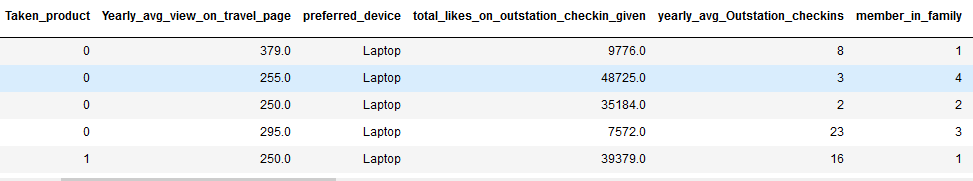 Taken_product Yearly_avg_view_on_travel_page preferred_device total_likes_on_outstation_checkin_given yearly_avg_Outstation_checkins member_in_family
0 379.0 Laptop 9776.0 8 1
0 255.0 Laptop 48725.0 3 4
0 250.0 Laptop 35184.0 2 2
0 295.0 Laptop 7572.0 23 3
1 250.0 Laptop 39379.0 16 1